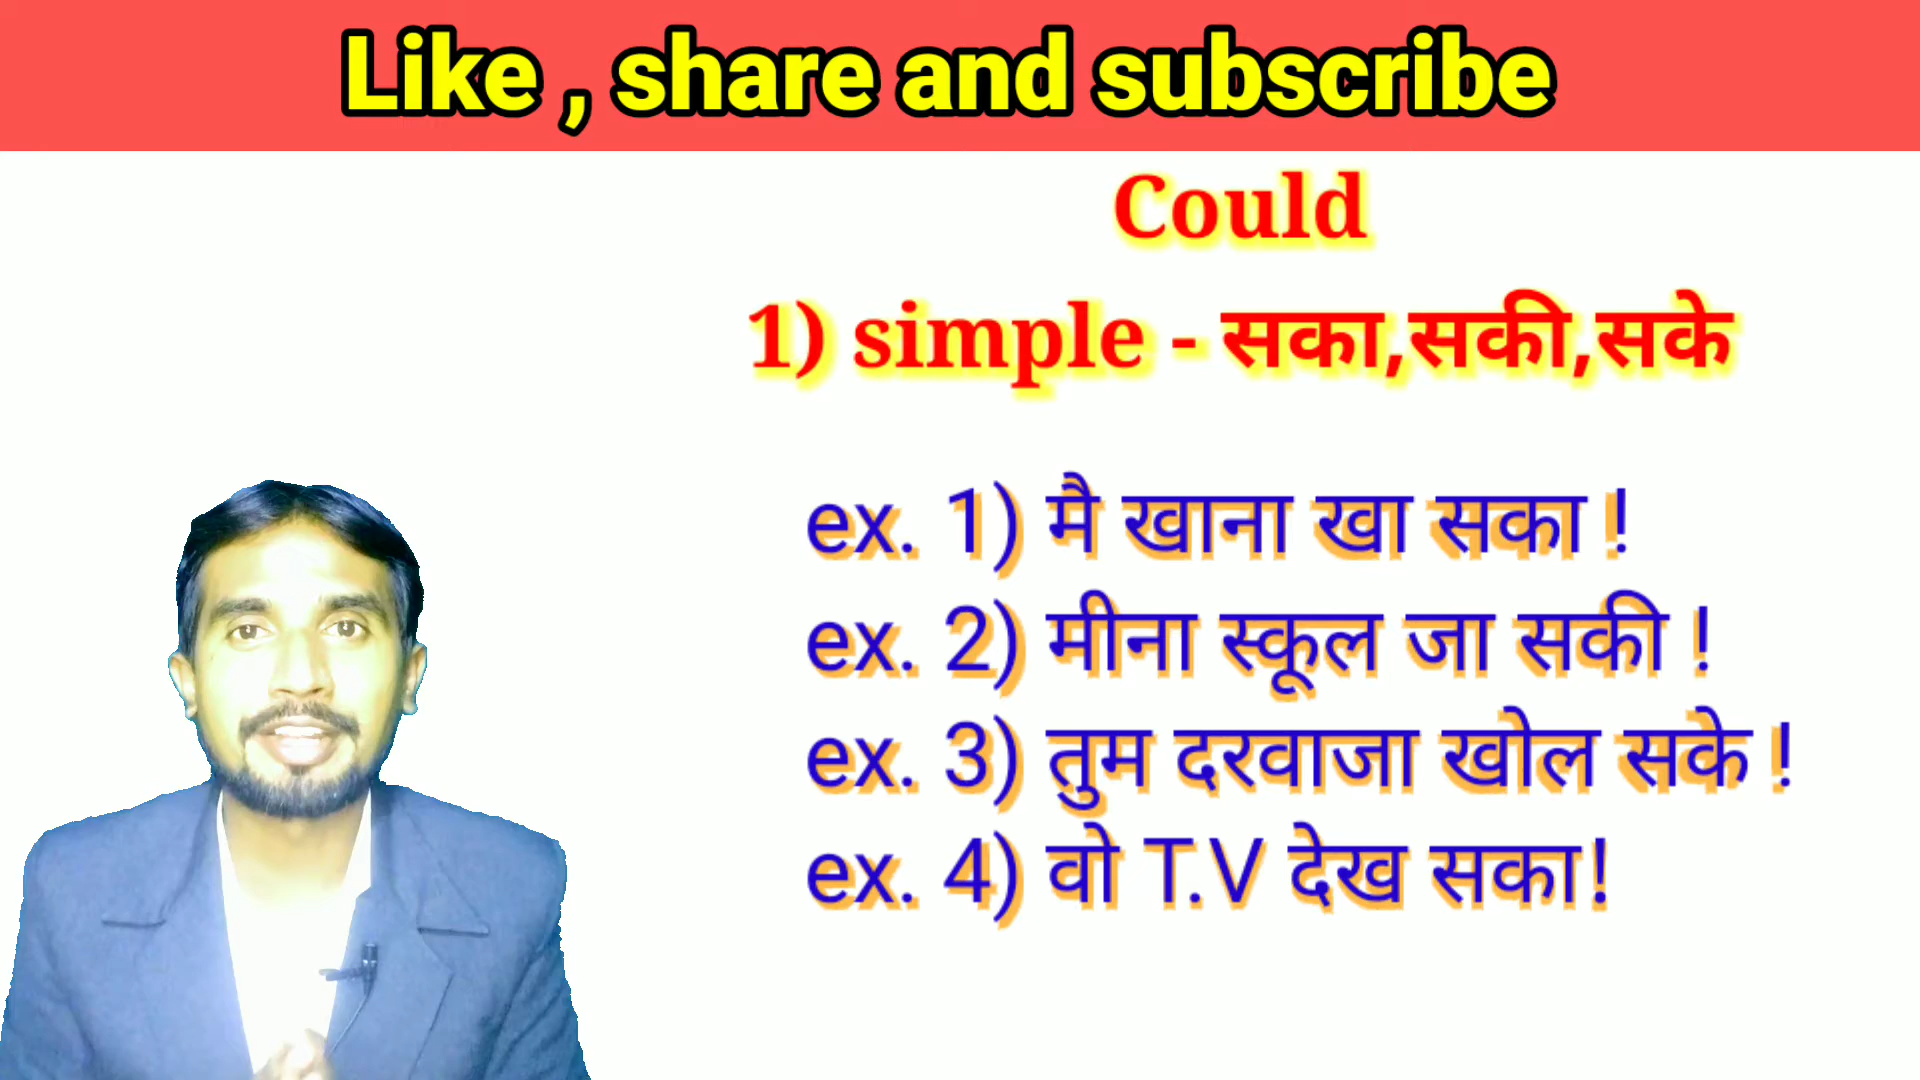 Like , share and subscribe
Could
1) simple - सका,सकी,सके
ex. 1) मै खाना खा सका !
ex. 2) मीना स्कूल जा सकी !
ex. 3) तुम दरवाजा खोल सके !
ex. 4) वो T.V देख सका!